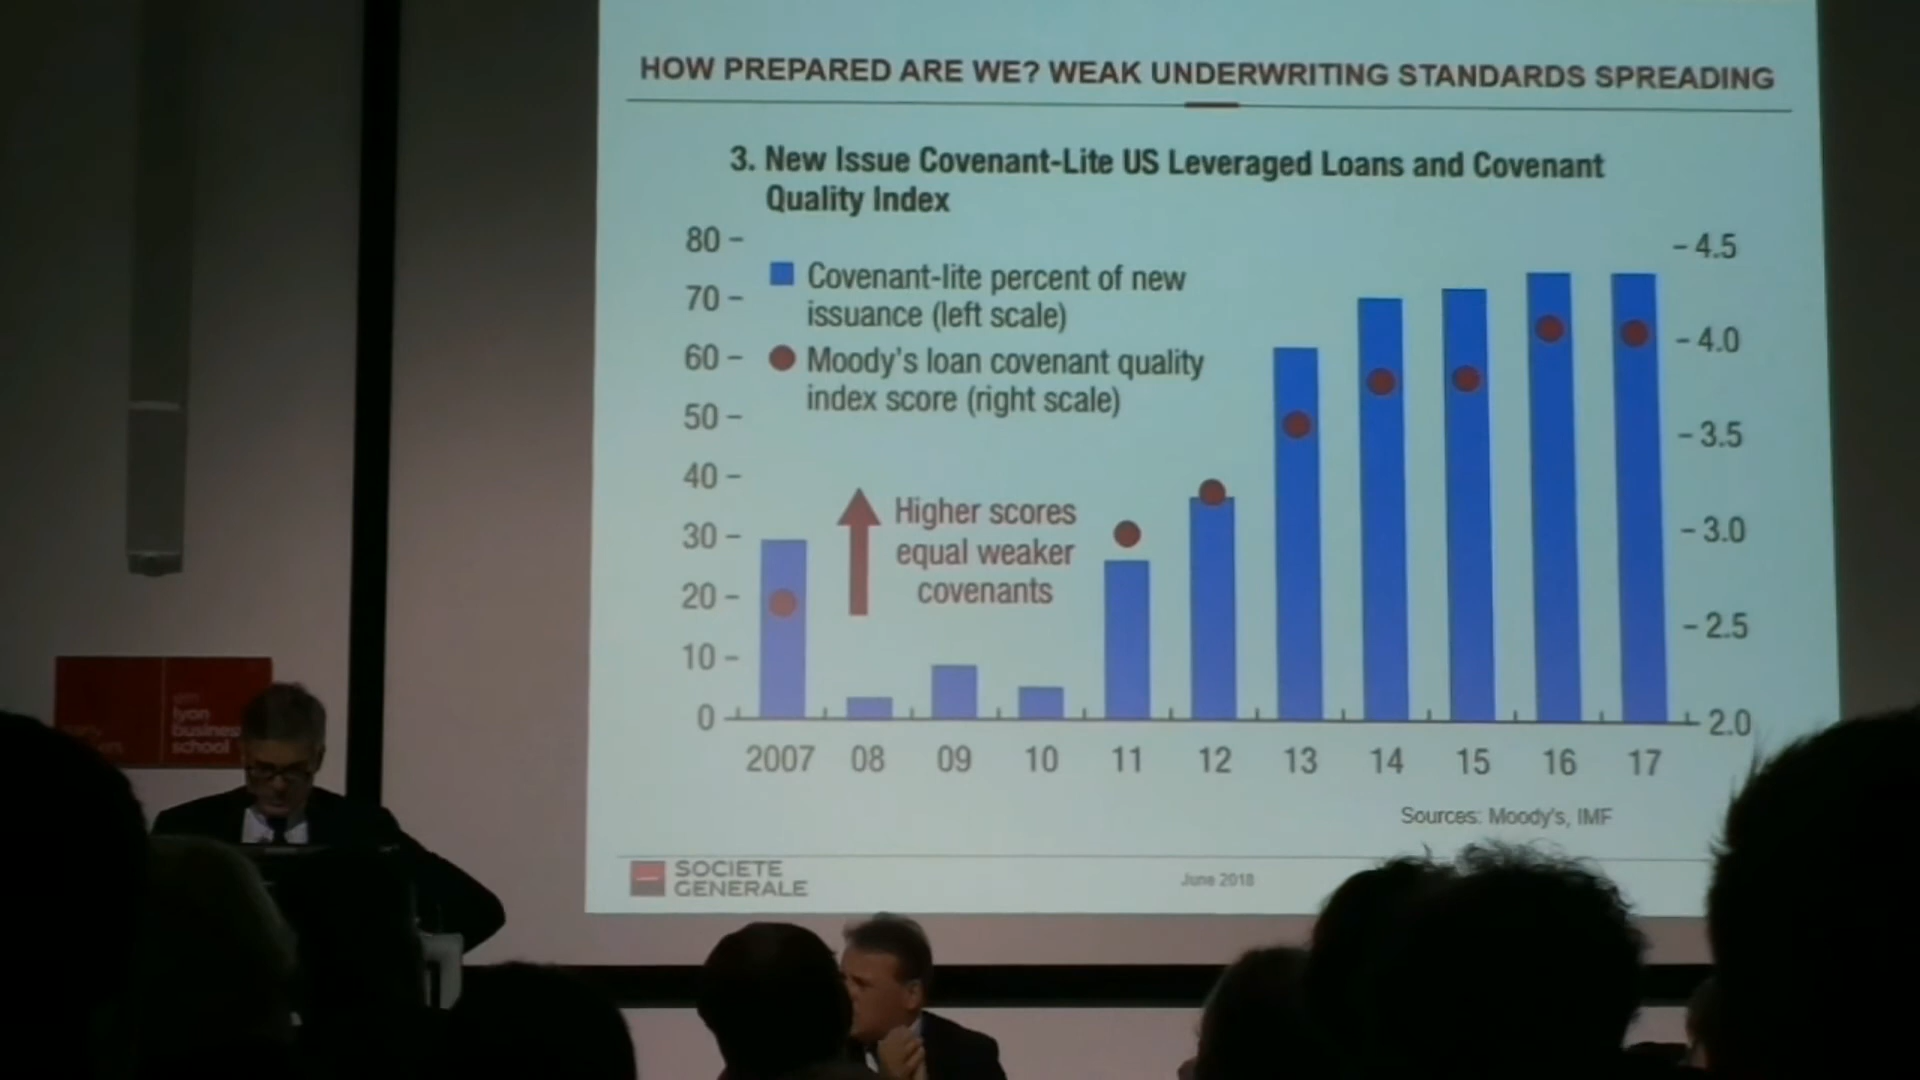 HOW PREPARED ARE WE? WEAK UNDERWRITING STANDARDS SPREADING
3. New Issue Covenant-Lite US Leveraged Loans and Covenant
Quality Index
80
70
60
50
40
30
20
10
0
Covenant-lite percent of new
issuance (left scale)
Moody's loan covenant quality
index score (right scale)
Higher scores
equal weaker
covenants
4.5
4.0
3.5
3.0
2.5
2.0
2007 08 09 10 11 12 13 14 15 16 17
Sources: Moody's, IMF
SOCIETE
GENERALE
June 2018
lyon
business
school